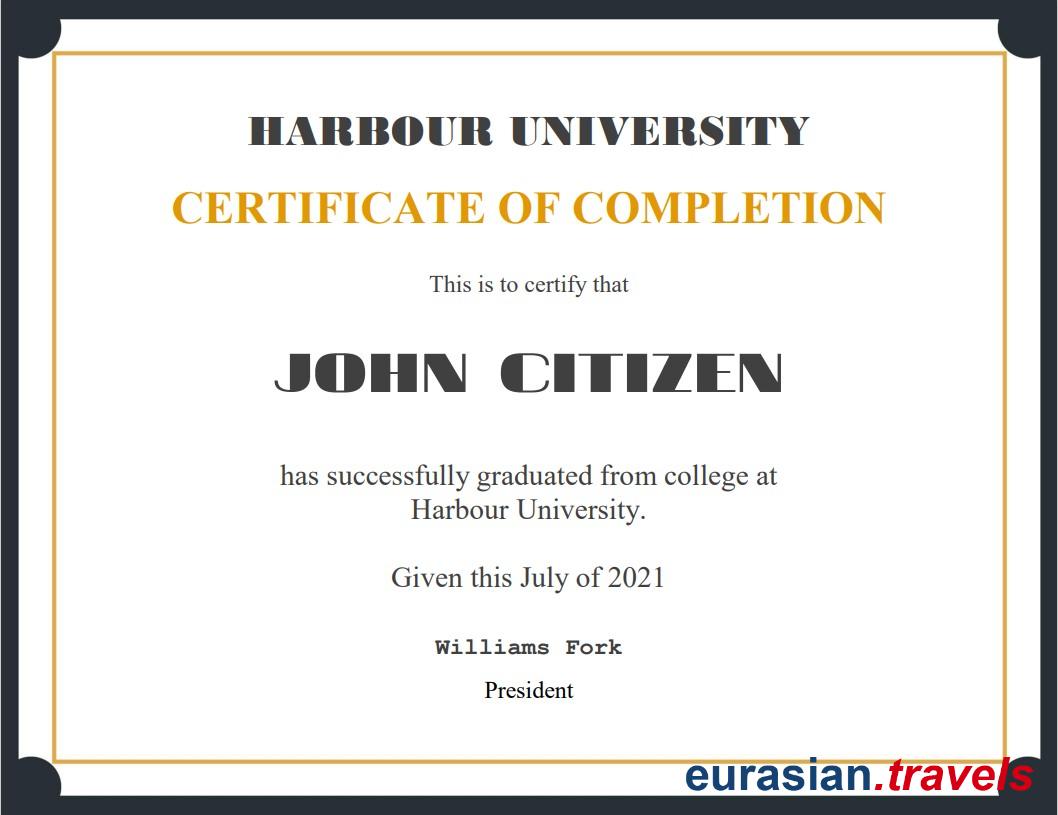 HARBOUR UNIVERSITY
CERTIFICATE OF COMPLETION
This is to certify that
JOHN CITIZEN
has successfully graduated from college at
Harbour University.
Given this July of 2021
Williams Fork
President
eurasian.travels